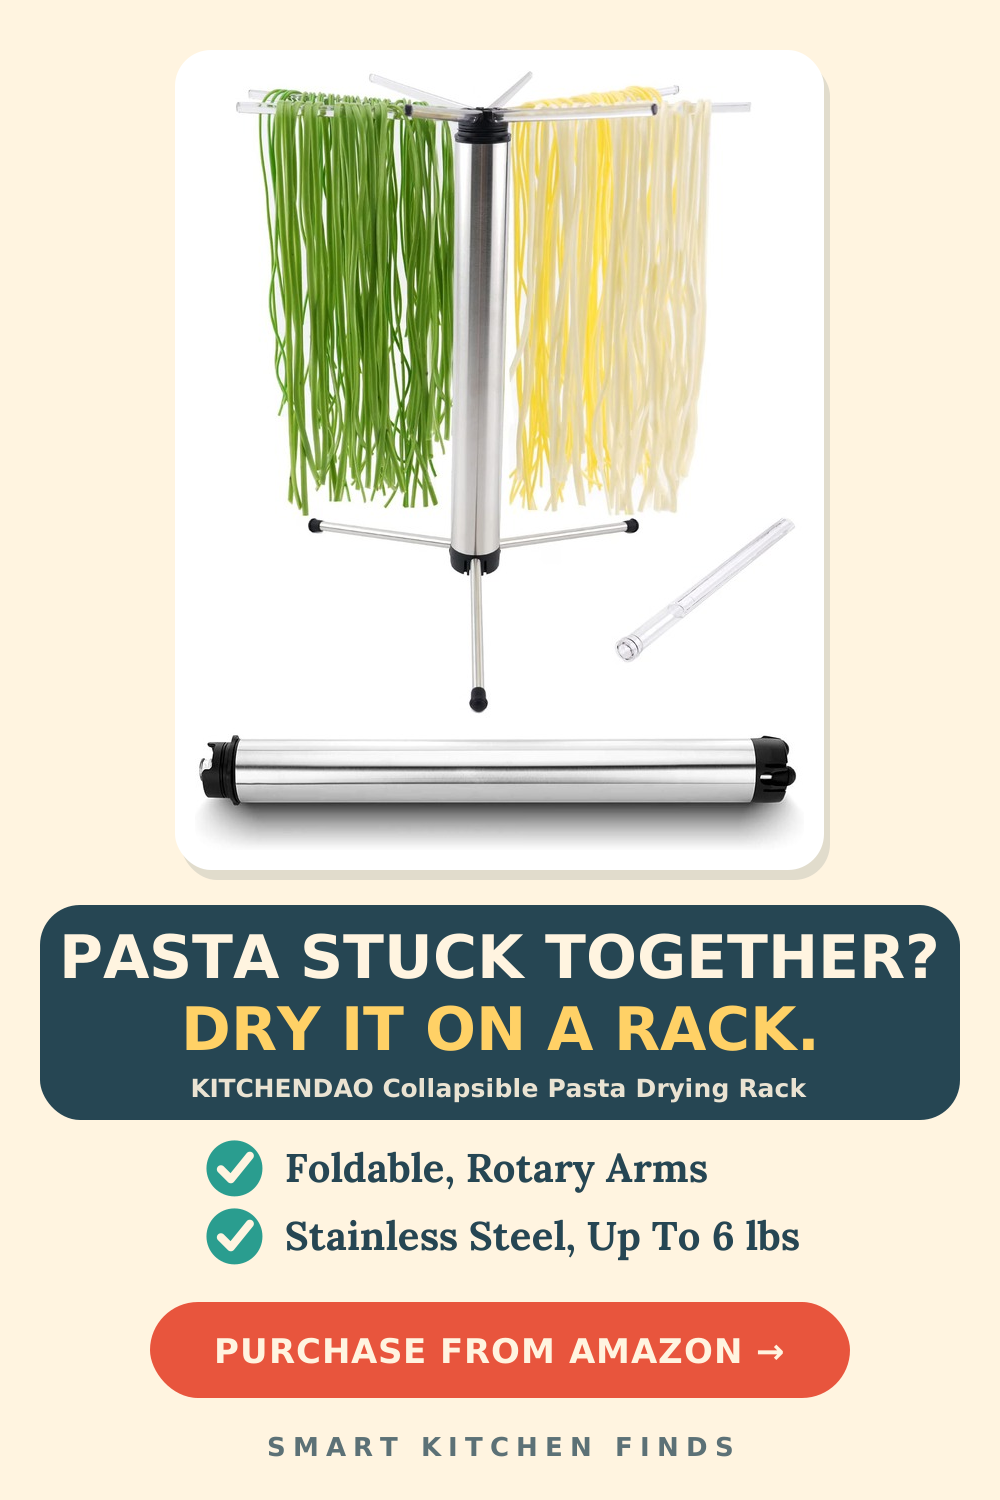 PASTA STUCK TOGETHER?
DRY IT ON A RACK.
KITCHENDAO Collapsible Pasta Drying Rack
Foldable, Rotary Arms
Stainless Steel, Up To 6 lbs
PURCHASE FROM AMAZON →
SMART KITCHEN FINDS